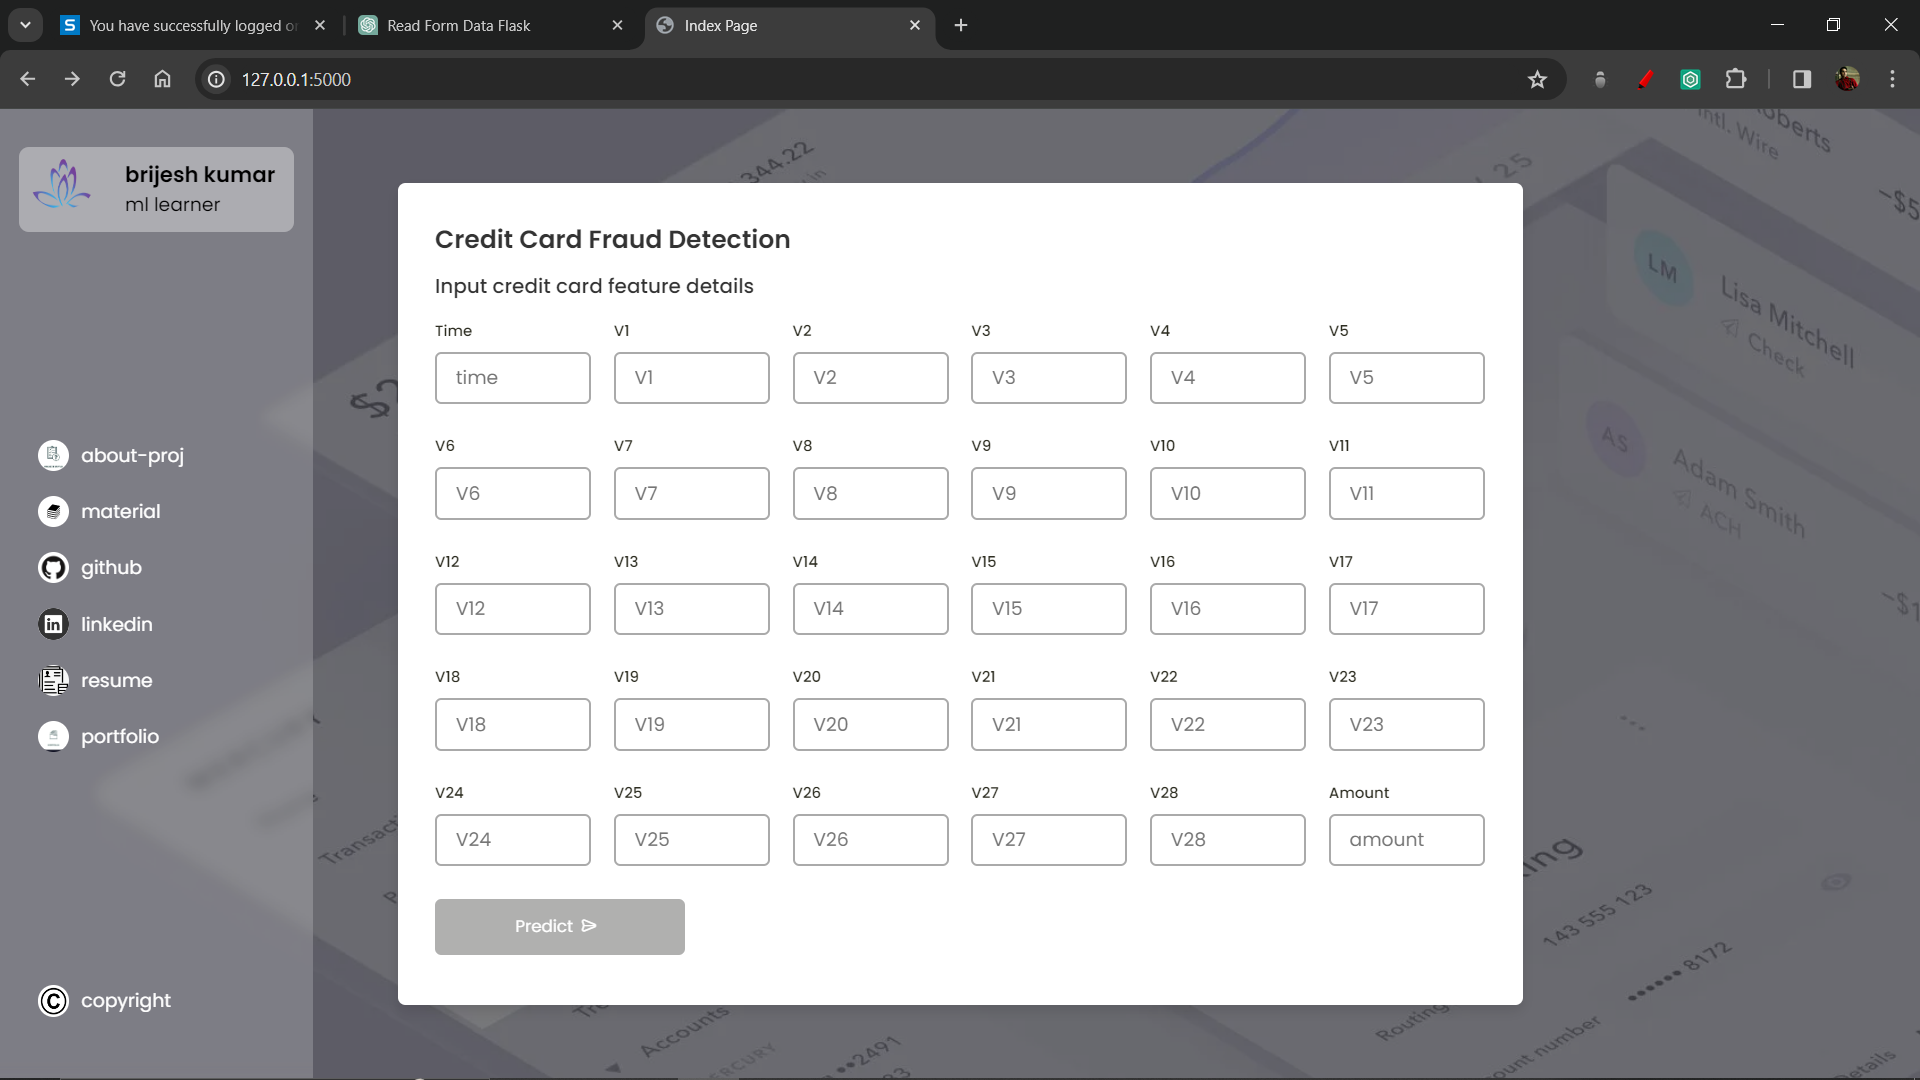 You have successfully logged o
Read Form Data Flask
Index Page
127.0.0.1:5000
brijesh kumar
ml learner
about-proj
material
github
linkedin
resume
portfolio
copyright
Credit Card Fraud Detection
Input credit card feature details
Time V1 V2 V3 V4 V5
time V1 V2 V3 V4 V5
V6 V7 V8 V9 V10 V11
V6 V7 V8 V9 V10 V11
V12 V13 V14 V15 V16 V17
V12 V13 V14 V15 V16 V17
V18 V19 V20 V21 V22 V23
V18 V19 V20 V21 V22 V23
V24 V25 V26 V27 V28 Amount
V24 V25 V26 V27 V28 amount
Predict
344.22
Intl. Wire
LM
Lisa Mitchell
Check
AS
Adam Smith
ACH
143 555 123
•••••• 8172
Routing
Accounts
••2491
Details